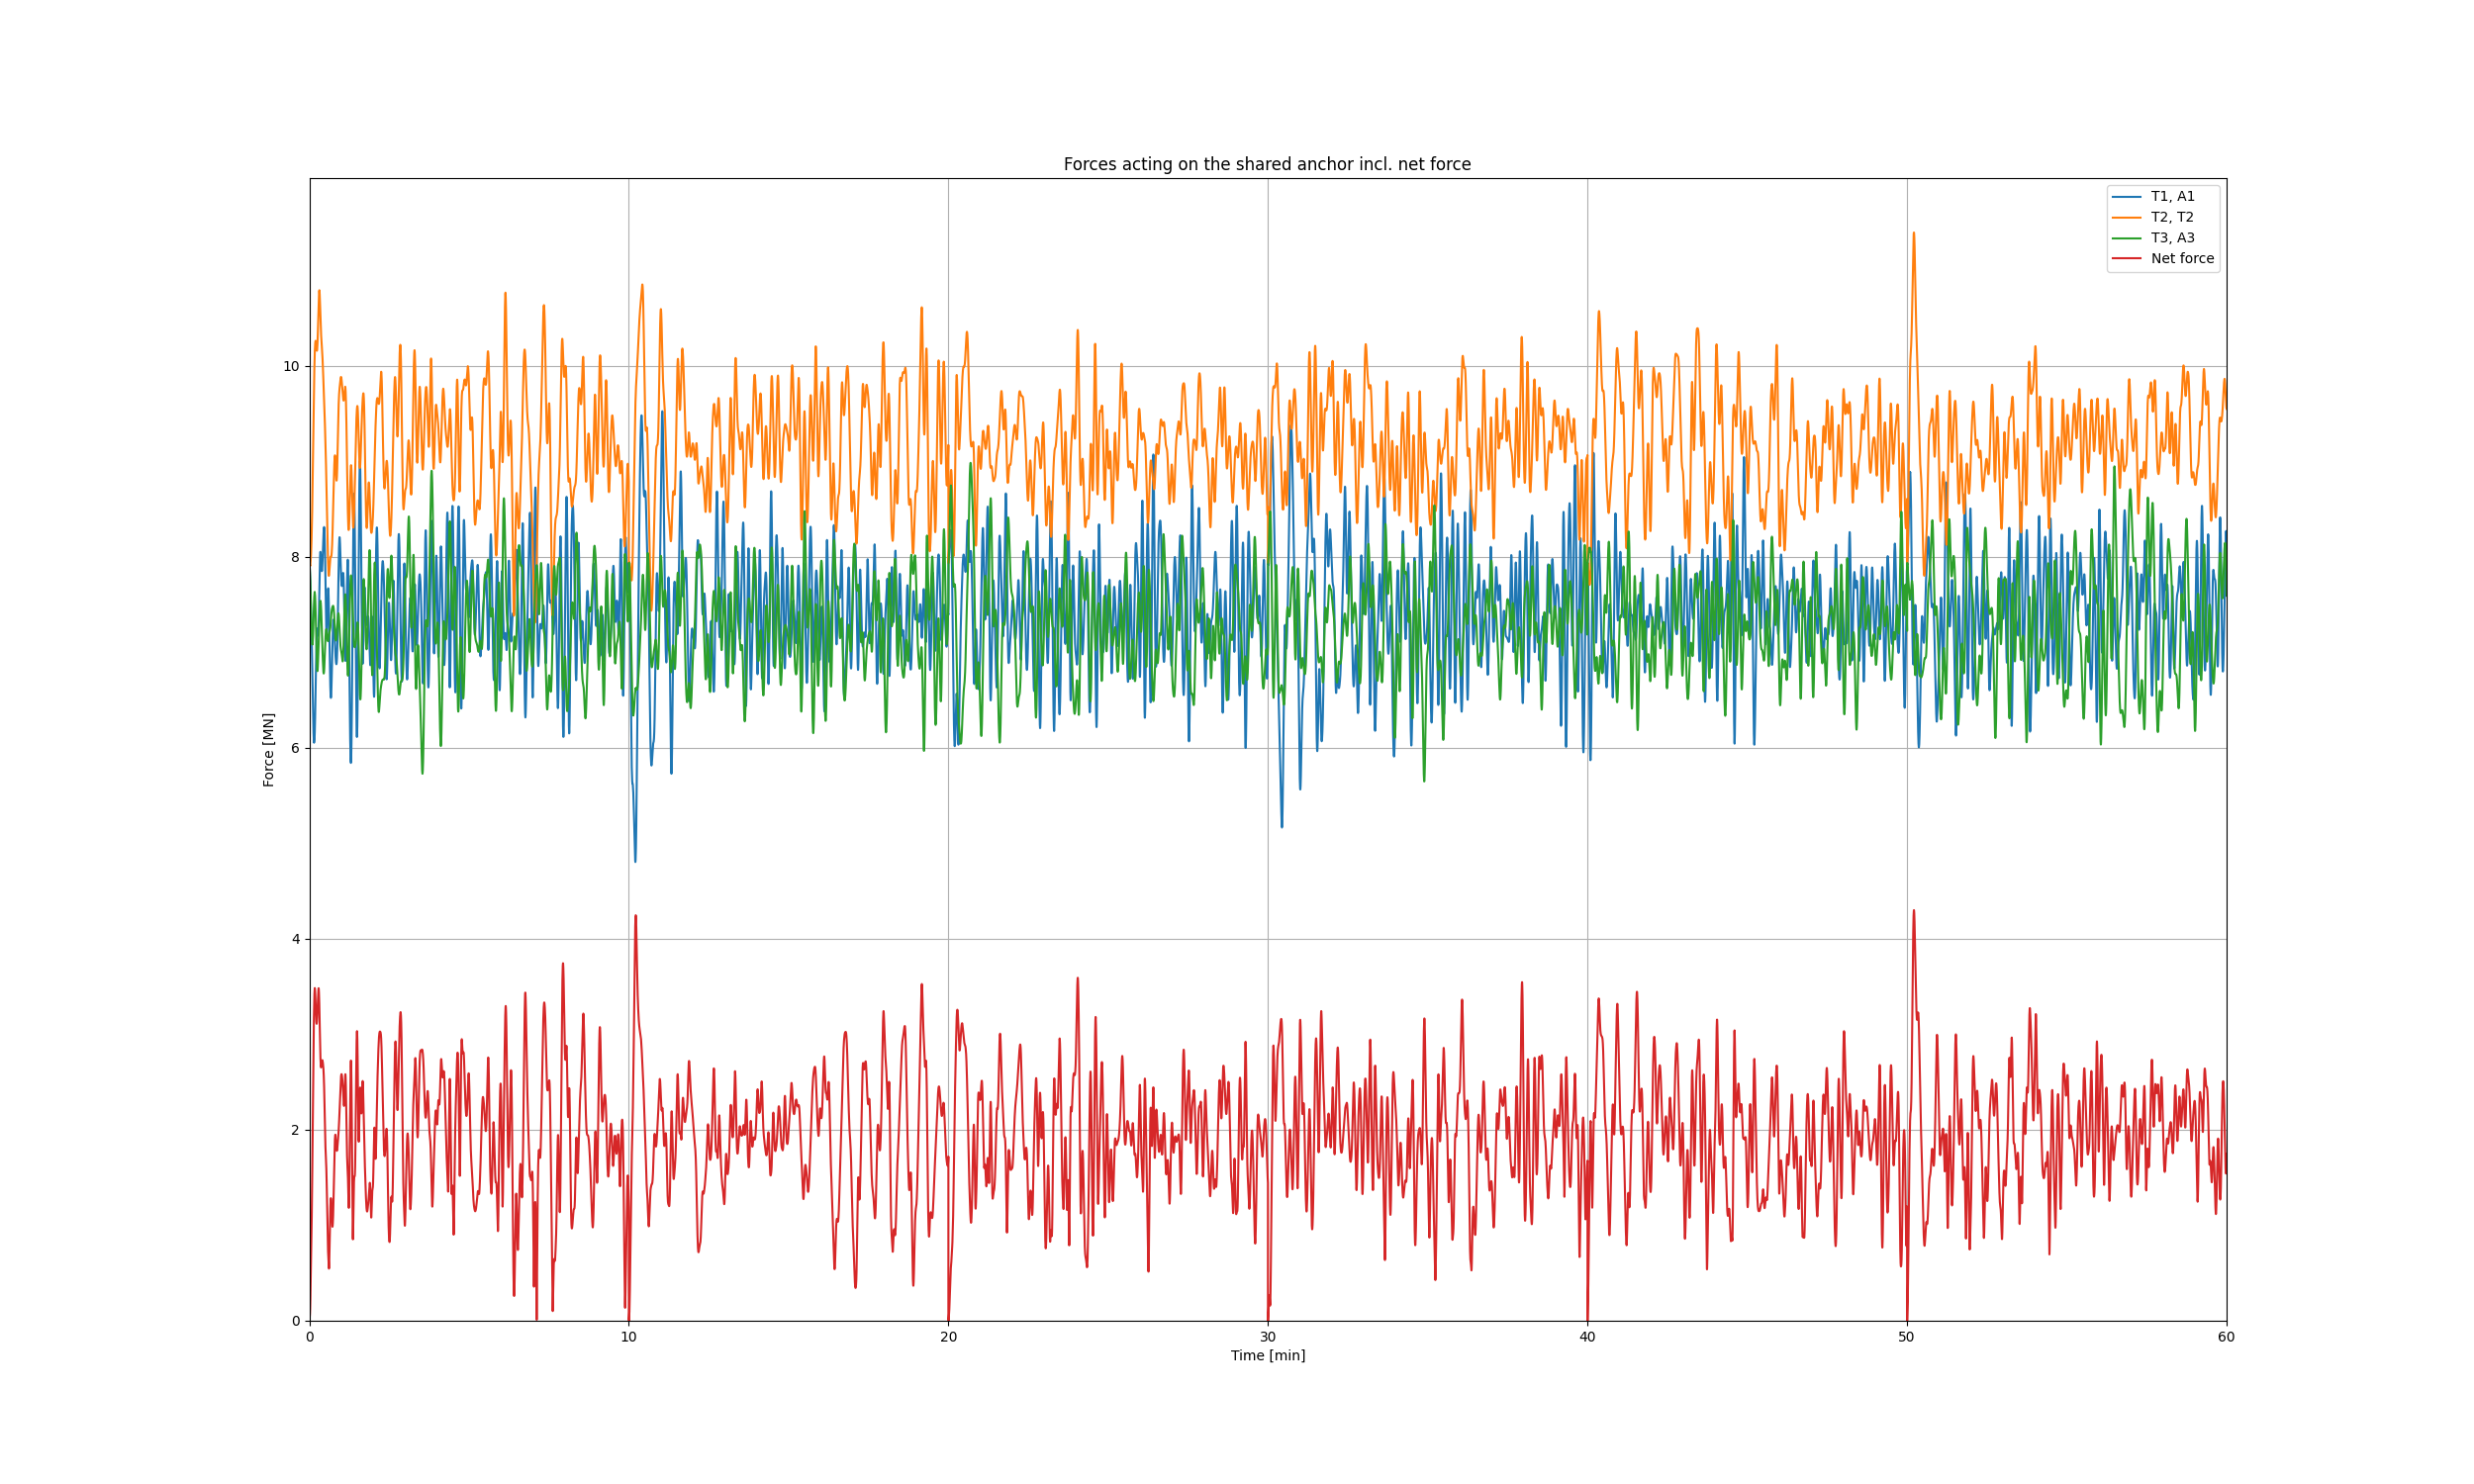 Forces acting on the shared anchor incl. net force
T1, A1
T2, T2
T3, A3
Net force
Force [MN]
10
8
6
4
2
0
0 10 20 30 40 50 60
Time [min]